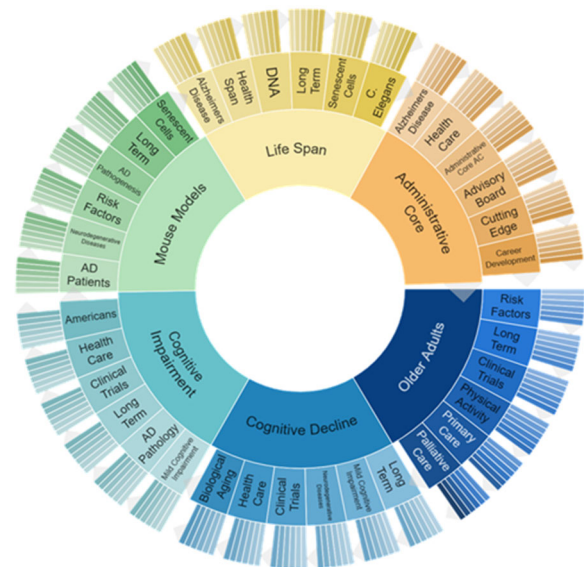 Life Span
Alzheimers
Disease
Health
Span
DNA
Long
Term
Senescent
Cells
C.
Elegans
Administrative
Core
Alzheimers
Disease
Health
Care
Administrative
Core AC
Advisory
Board
Cutting
Edge
Career
Development
Older Adults
Risk
Factors
Long
Term
Clinical
Trials
Physical
Activity
Primary
Care
Palliative
Care
Cognitive Decline
Long
Term
Mild Cognitive
Impairment
Neurodegenerative
Diseases
Clinical
Trials
Health
Care
Biological
Aging
Cognitive
Impairment
Mild Cognitive
Impairment
AD
Pathology
Long
Term
Clinical
Trials
Health
Care
Americans
Mouse Models
AD
Patients
Neurodegenerative
Diseases
Risk
Factors
AD
Pathogenesis
Long
Term
Senescent
Cells